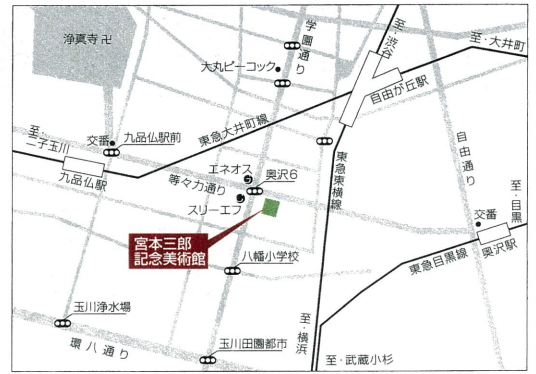 浄真寺卍
学園通り
大丸ピーコック
至・渋谷
至・大井町
自由が丘駅
至・二子玉川
交番
九品仏駅前
東急大井町線
九品仏駅
等々力通り
エネオス
奥沢6
スリーエフ
東急東横線
自由通り
至・目黒
交番
奥沢駅
東急目黒線
宮本三郎
記念美術館
八幡小学校
玉川浄水場
環八通り
玉川田園都市
至・横浜
至・武蔵小杉